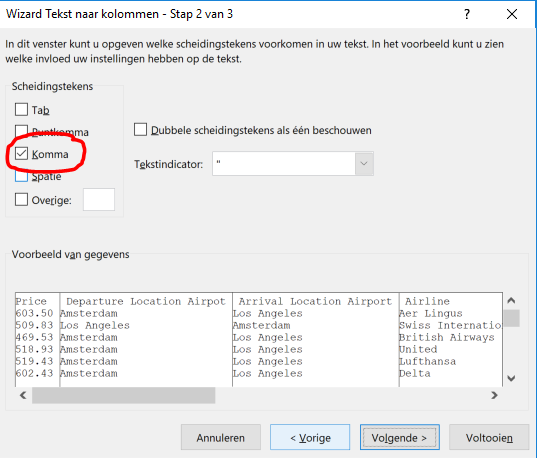 Wizard Tekst naar kolommen - Stap 2 van 3
In dit venster kunt u opgeven welke scheidingstekens voorkomen in uw tekst. In het voorbeeld kunt u zien
welke invloed uw instellingen hebben op de tekst.
Scheidingstekens
Tab
Puntkomma
Dubbele scheidingstekens als één beschouwen
Komma
Tekstindicator: "
Spatie
Overige:
Voorbeeld van gegevens
Price Departure Location Airpot Arrival Location Airport Airline
603.50 Amsterdam Los Angeles Aer Lingus
509.83 Los Angeles Amsterdam Swiss Internatio
469.53 Amsterdam Los Angeles British Airways
518.93 Amsterdam Los Angeles United
519.43 Amsterdam Los Angeles Lufthansa
602.43 Amsterdam Los Angeles Delta
Annuleren < Vorige Volgende > Voltooien